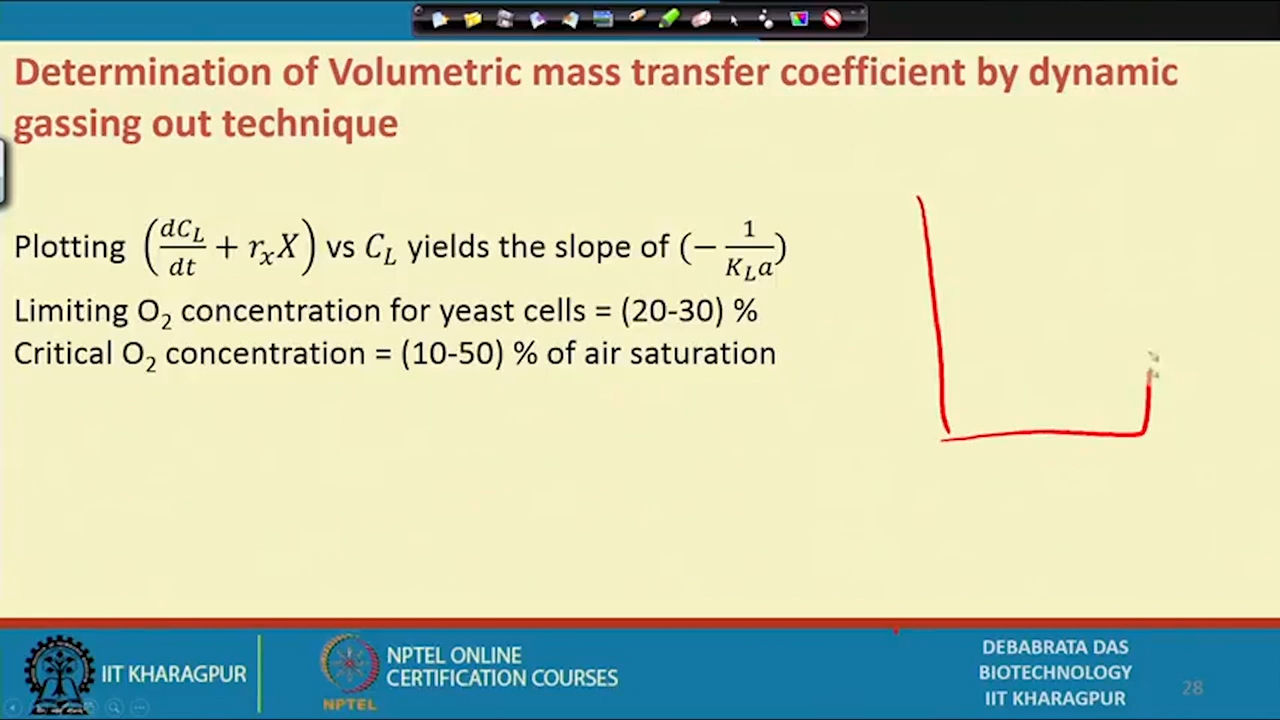 Determination of Volumetric mass transfer coefficient by dynamic
gassing out technique
Plotting (dC_L/dt + r_xX) vs C_L yields the slope of (− 1/K_La)
Limiting O₂ concentration for yeast cells = (20-30) %
Critical O₂ concentration = (10-50) % of air saturation
IIT KHARAGPUR
NPTEL
NPTEL ONLINE
CERTIFICATION COURSES
DEBABRATA DAS
BIOTECHNOLOGY
IIT KHARAGPUR
28